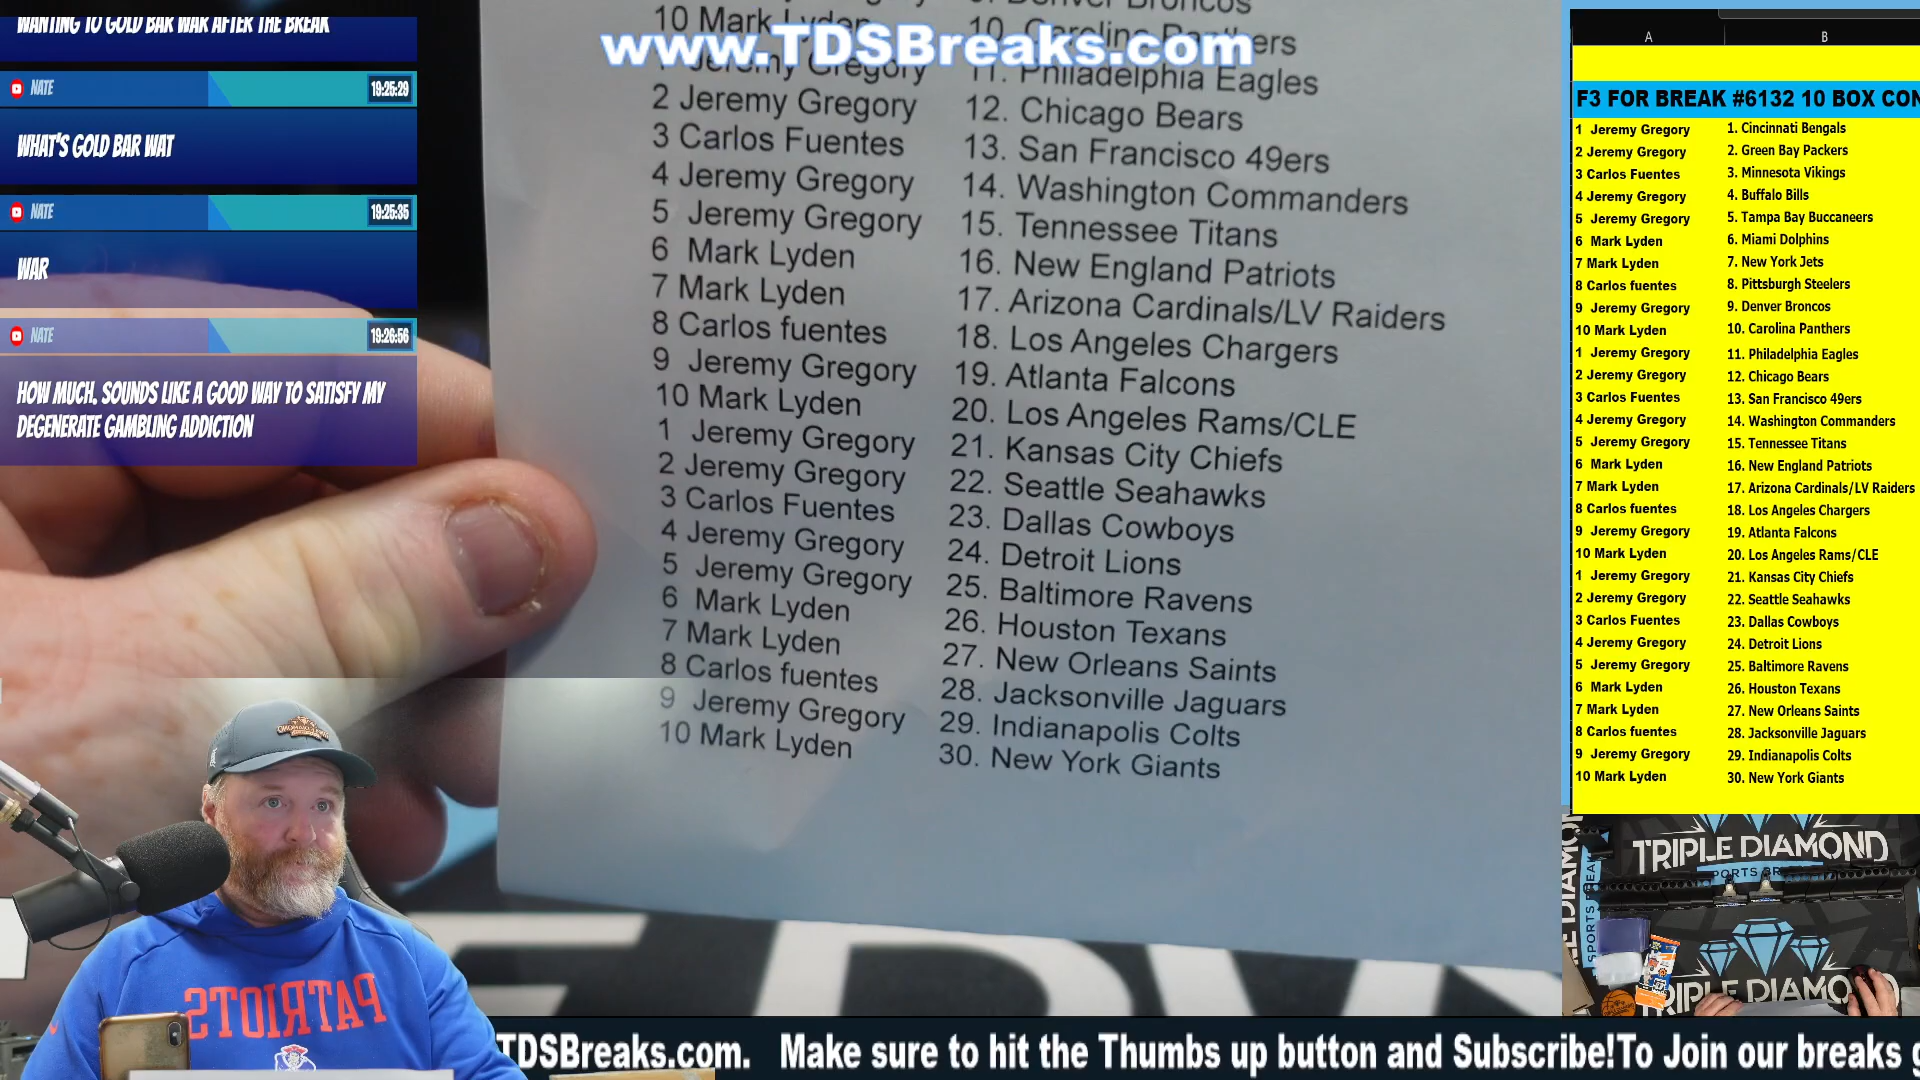 WANTING TO GOLD BAR WAR AFTER THE BREAK
NATE
19:25:29
WHAT'S GOLD BAR WAT
NATE
19:25:35
WAR
NATE
19:26:56
HOW MUCH, SOUNDS LIKE A GOOD WAY TO SATISFY MY
DEGENERATE GAMBLING ADDICTION
www.TDSBreaks.com
Denver Broncos
10 Mark Lyden 10. Carolina Panthers
1 Jeremy Gregory 11. Philadelphia Eagles
2 Jeremy Gregory 12. Chicago Bears
3 Carlos Fuentes 13. San Francisco 49ers
4 Jeremy Gregory 14. Washington Commanders
5 Jeremy Gregory 15. Tennessee Titans
6 Mark Lyden 16. New England Patriots
7 Mark Lyden 17. Arizona Cardinals/LV Raiders
8 Carlos fuentes 18. Los Angeles Chargers
9 Jeremy Gregory 19. Atlanta Falcons
10 Mark Lyden 20. Los Angeles Rams/CLE
1 Jeremy Gregory 21. Kansas City Chiefs
2 Jeremy Gregory 22. Seattle Seahawks
3 Carlos Fuentes 23. Dallas Cowboys
4 Jeremy Gregory 24. Detroit Lions
5 Jeremy Gregory 25. Baltimore Ravens
6 Mark Lyden 26. Houston Texans
7 Mark Lyden 27. New Orleans Saints
8 Carlos fuentes 28. Jacksonville Jaguars
9 Jeremy Gregory 29. Indianapolis Colts
10 Mark Lyden 30. New York Giants
A B
F3 FOR BREAK #6132 10 BOX CON
1 Jeremy Gregory 1. Cincinnati Bengals
2 Jeremy Gregory 2. Green Bay Packers
3 Carlos Fuentes 3. Minnesota Vikings
4 Jeremy Gregory 4. Buffalo Bills
5 Jeremy Gregory 5. Tampa Bay Buccaneers
6 Mark Lyden 6. Miami Dolphins
7 Mark Lyden 7. New York Jets
8 Carlos fuentes 8. Pittsburgh Steelers
9 Jeremy Gregory 9. Denver Broncos
10 Mark Lyden 10. Carolina Panthers
1 Jeremy Gregory 11. Philadelphia Eagles
2 Jeremy Gregory 12. Chicago Bears
3 Carlos Fuentes 13. San Francisco 49ers
4 Jeremy Gregory 14. Washington Commanders
5 Jeremy Gregory 15. Tennessee Titans
6 Mark Lyden 16. New England Patriots
7 Mark Lyden 17. Arizona Cardinals/LV Raiders
8 Carlos fuentes 18. Los Angeles Chargers
9 Jeremy Gregory 19. Atlanta Falcons
10 Mark Lyden 20. Los Angeles Rams/CLE
1 Jeremy Gregory 21. Kansas City Chiefs
2 Jeremy Gregory 22. Seattle Seahawks
3 Carlos Fuentes 23. Dallas Cowboys
4 Jeremy Gregory 24. Detroit Lions
5 Jeremy Gregory 25. Baltimore Ravens
6 Mark Lyden 26. Houston Texans
7 Mark Lyden 27. New Orleans Saints
8 Carlos fuentes 28. Jacksonville Jaguars
9 Jeremy Gregory 29. Indianapolis Colts
10 Mark Lyden 30. New York Giants
TRIPLE DIAMOND
SPORTS BREAKS
TRIPLE DIAMOND
PATRIOTS
TDSBreaks.com. Make sure to hit the Thumbs up button and Subscribe!To Join our breaks g